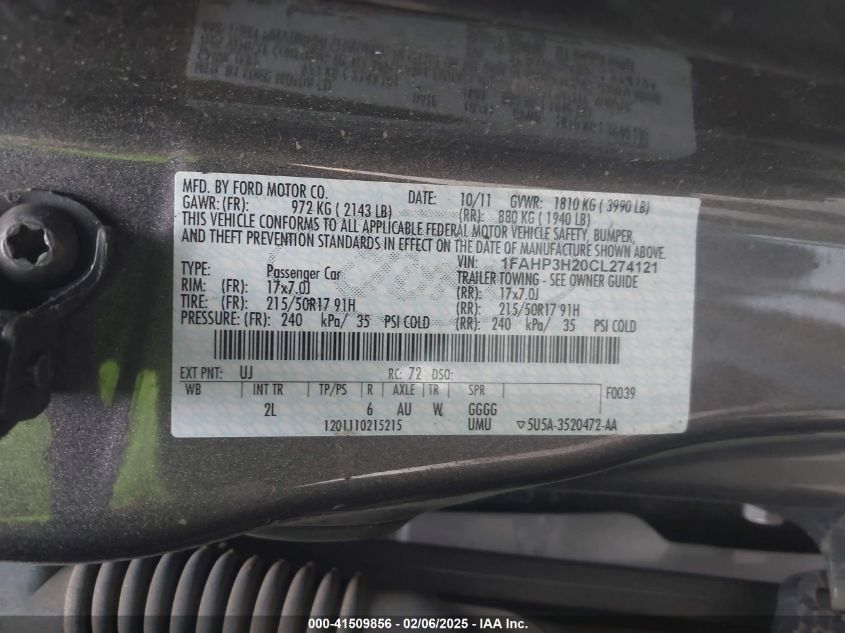 MFD. BY FORD MOTOR CO. DATE: 10/11 GVWR: 1810 KG ( 3990 LB)
GAWR: (FR): 972 KG ( 2143 LB) (RR): 880 KG ( 1940 LB)
THIS VEHICLE CONFORMS TO ALL APPLICABLE FEDERAL MOTOR VEHICLE SAFETY, BUMPER,
AND THEFT PREVENTION STANDARDS IN EFFECT ON THE DATE OF MANUFACTURE SHOWN ABOVE.
VIN: 1FAHP3H20CL274121
TYPE: Passenger Car TRAILER TOWING - SEE OWNER GUIDE
RIM: (FR): 17x7.0J (RR): 17x7.0J
TIRE: (FR): 215/50R17 91H (RR): 215/50R17 91H
PRESSURE: (FR): 240 kPa/ 35 PSI COLD (RR): 240 kPa/ 35 PSI COLD
EXT PNT: UJ RC: 72 DSO:
WB INT TR TP/PS R AXLE TR SPR F0039
2L 6 AU W GGGG
1201110215215 UMU ▽5U5A-3520472-AA
000-41509856 - 02/06/2025 - IAA Inc.